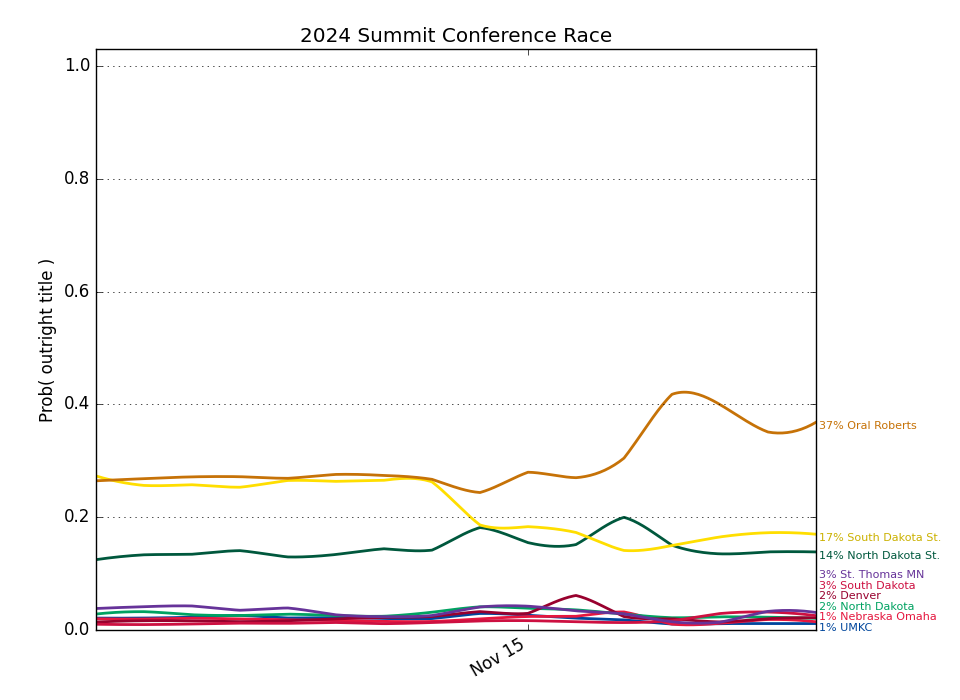 2024 Summit Conference Race
Prob( outright title )
1.0
0.8
0.6
0.4
0.2
0.0
Nov 15
37% Oral Roberts
17% South Dakota St.
14% North Dakota St.
3% St. Thomas MN
3% South Dakota
2% Denver
2% North Dakota
1% Nebraska Omaha
1% UMKC